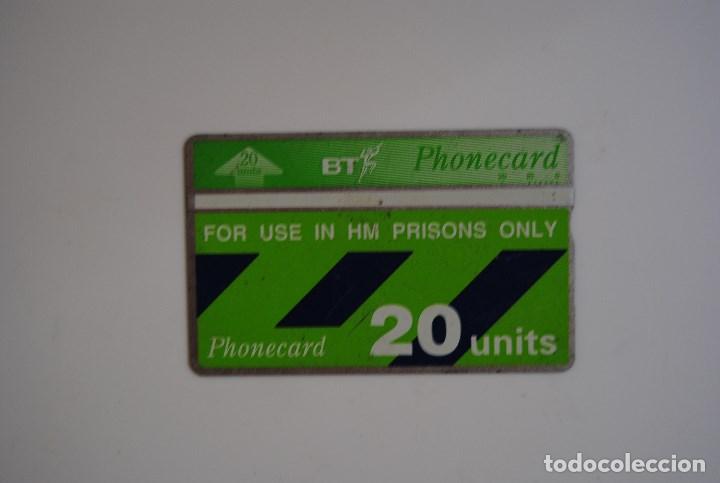 20
units
BT
Phonecard
FOR USE IN HM PRISONS ONLY
Phonecard
20 units
todocoleccion